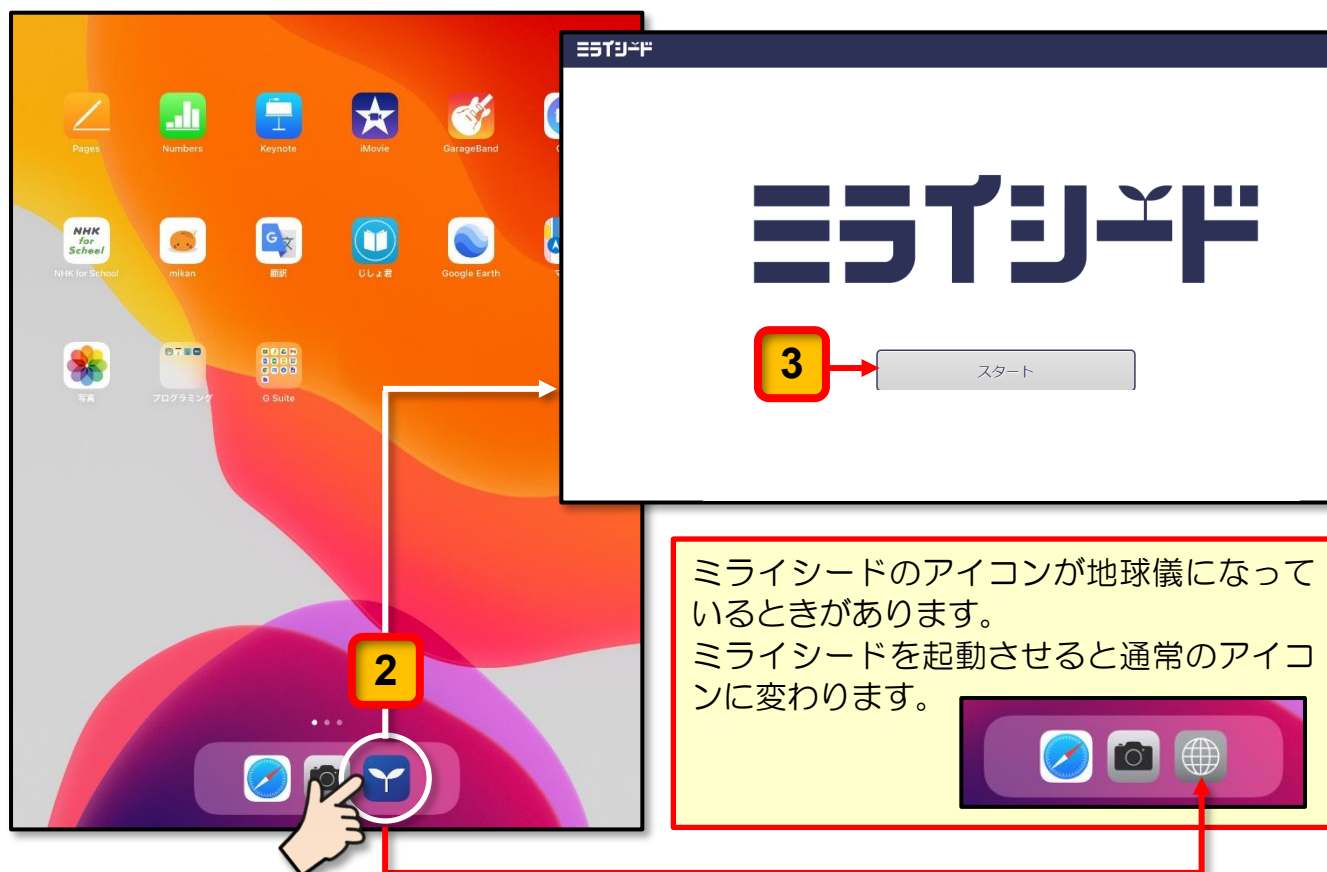 Pages
Numbers
Keynote
iMovie
GarageBand
NHK
for
School
NHK for School
mikan
G 文
翻訳
じしょ君
Google Earth
写真
プログラミング
G Suite
2
ミライシード
ミライシード
3
スタート
ミライシードのアイコンが地球儀になって
いるときがあります。
ミライシードを起動させると通常のアイコ
ンに変わります。